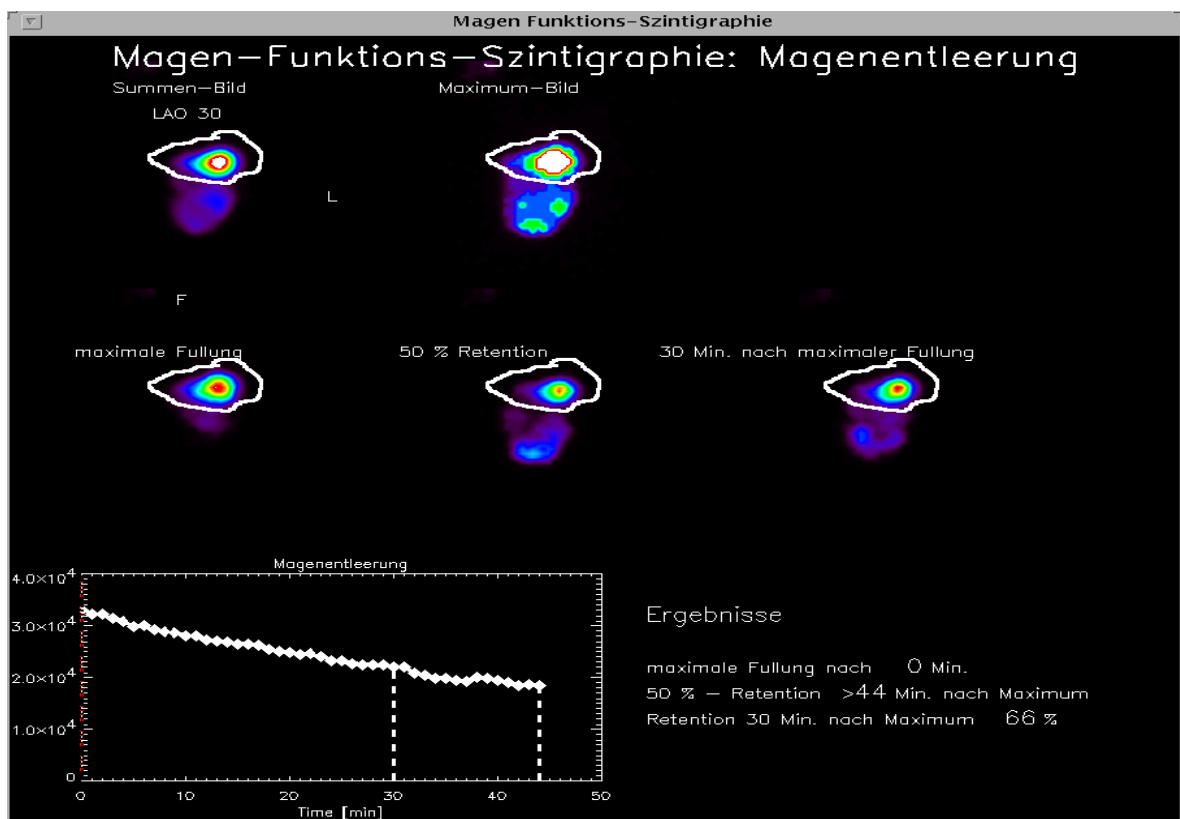 Magen Funktions-Szintigraphie
Magen-Funktions-Szintigraphie: Magenentleerung
Summen-Bild
Maximum-Bild
LAO 30
L
F
maximale Fullung
50 % Retention
30 Min. nach maximaler Fullung
Magenentleerung
4.0×10⁴
3.0×10⁴
2.0×10⁴
1.0×10⁴
0
0 10 20 30 40 50
Time [min]
Ergebnisse
maximale Fullung nach 0 Min.
50 % - Retention >44 Min. nach Maximum
Retention 30 Min. nach Maximum 66 %